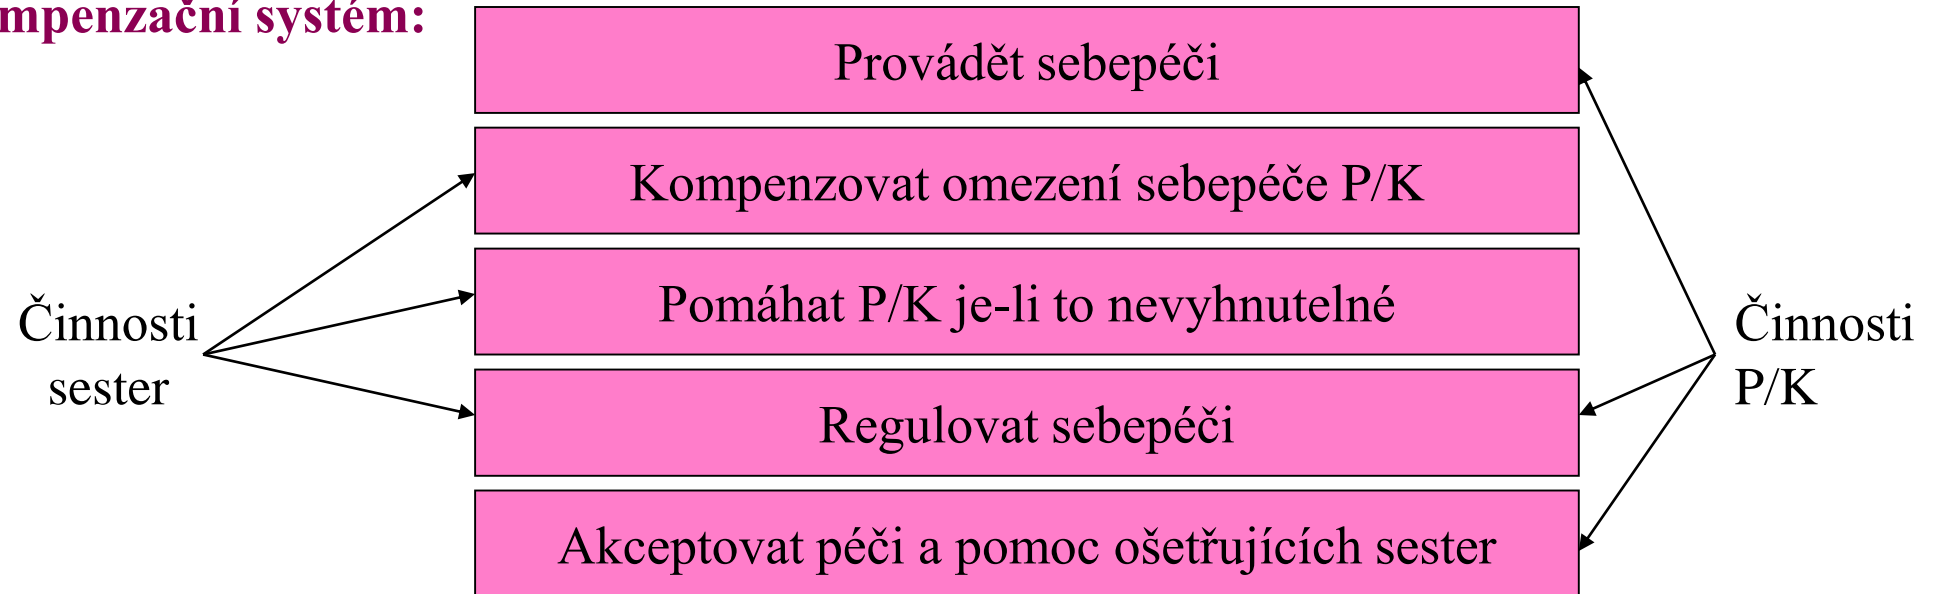 mpenzační systém:
Provádět sebepéči
Kompenzovat omezení sebepéče P/K
Pomáhat P/K je-li to nevyhnutelné
Regulovat sebepéči
Akceptovat péči a pomoc ošetřujících sester
Činnosti
sester
Činnosti
P/K